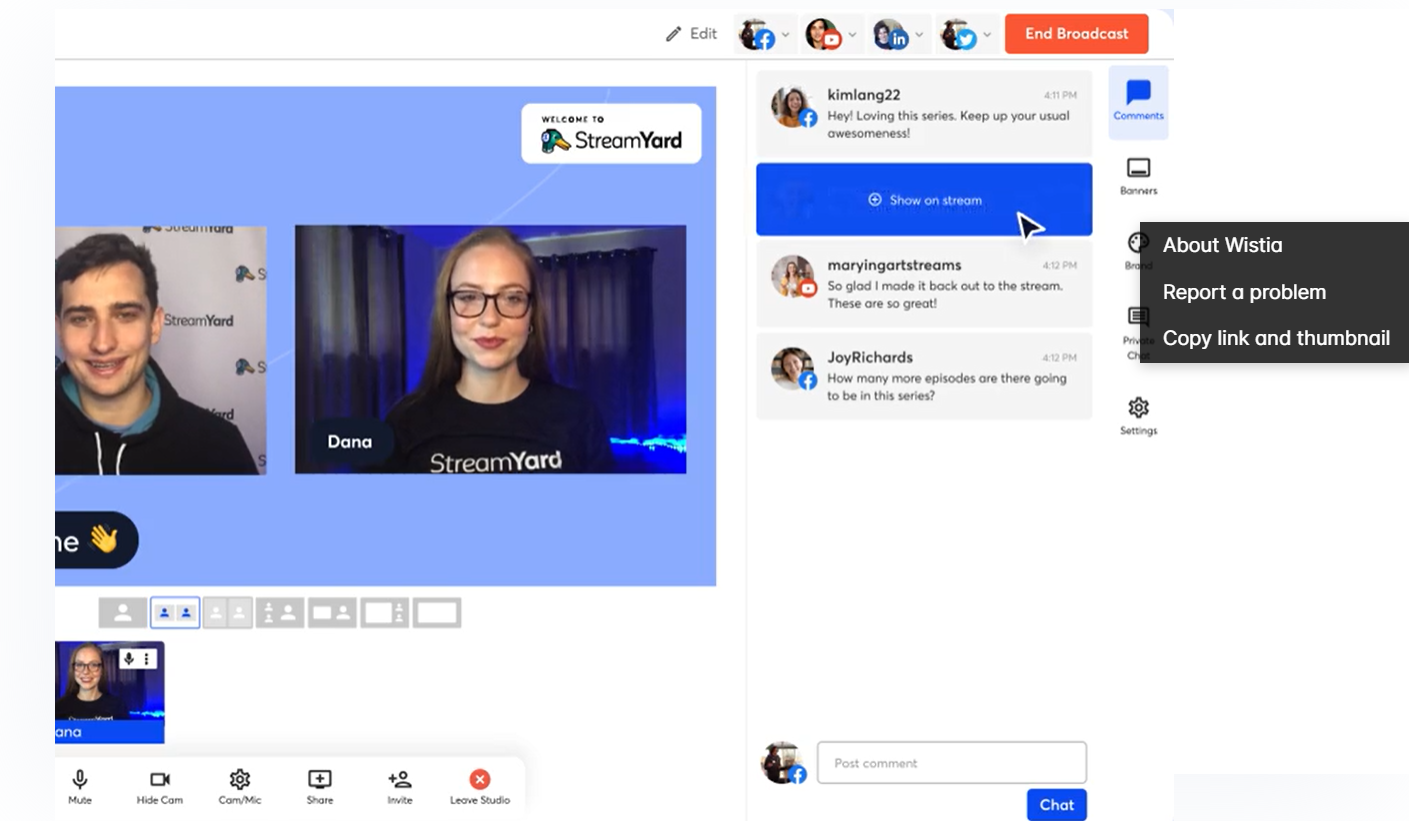 Edit
End Broadcast
WELCOME TO
StreamYard
StreamYard
Dana
StreamYard
👋
ana
Mute
Hide Cam
Cam/Mic
Share
Invite
Leave Studio
kimlang22
4:11 PM
Hey! Loving this series. Keep up your usual
awesomeness!
Show on stream
maryingartstreams
4:12 PM
So glad I made it back out to the stream.
These are so great!
JoyRichards
4:12 PM
How many more episodes are there going
to be in this series?
Post comment
Chat
Comments
Banners
Brand
Private
Chat
Settings
About Wistia
Report a problem
Copy link and thumbnail